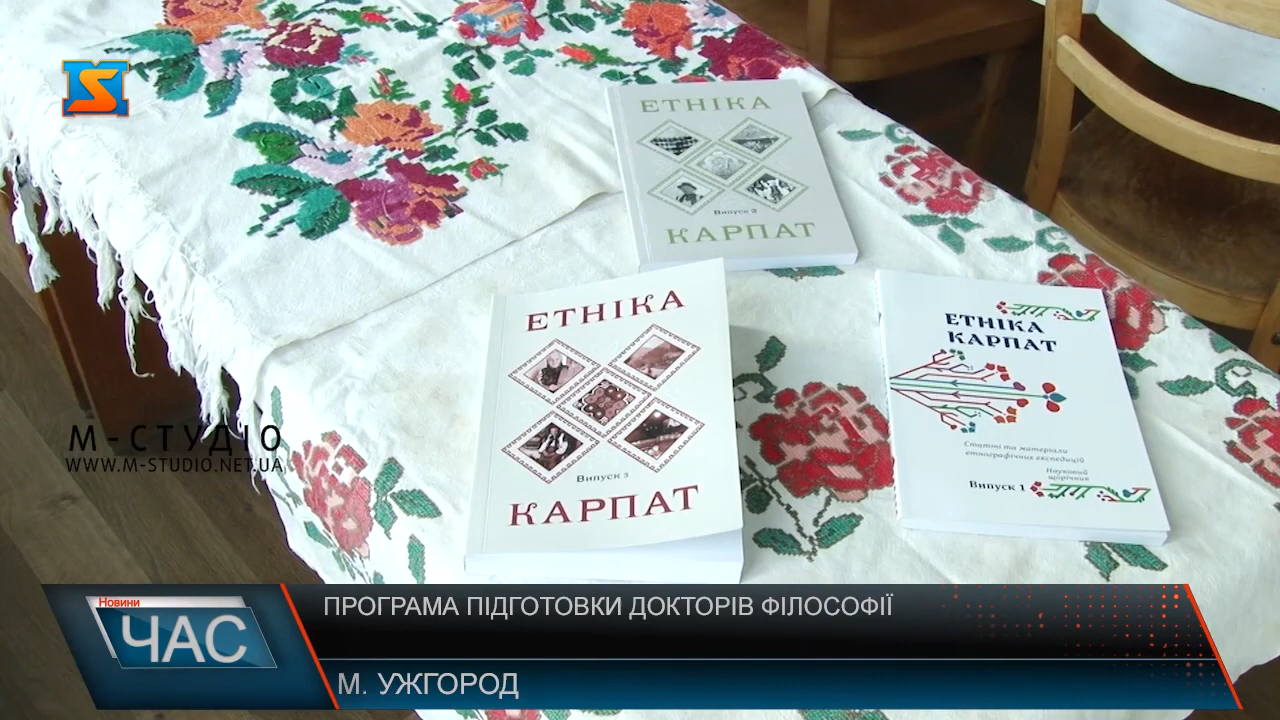 ЕТНІКА
Випуск 2
КАРПАТ
ЕТНІКА
Випуск 3
КАРПАТ
ЕТНІКА
КАРПАТ
Статті та матеріали
етнографічних експедицій
Науковий
щорічник
Випуск 1
М-СТУДІО
WWW.M-STUDIO.NET.UA
Новини
ЧАС
ПРОГРАМА ПІДГОТОВКИ ДОКТОРІВ ФІЛОСОФІЇ
М. УЖГОРОД